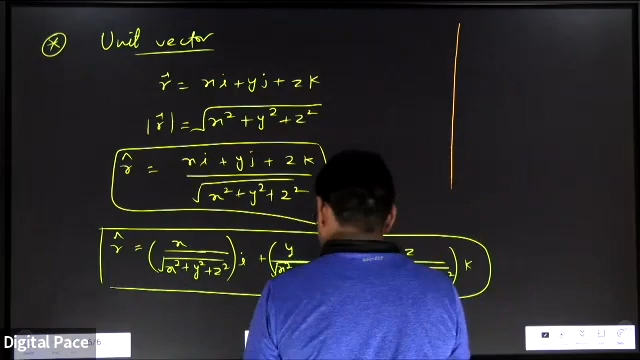 Unit vector
r⃗ = xi + yj + zk
|r⃗| = √x² + y² + z²
r̂ = xi + yj + zk / √x² + y² + z²
r̂ = (x / √x² + y² + z²) i + (y / √x² z ²) k
Digital Pace